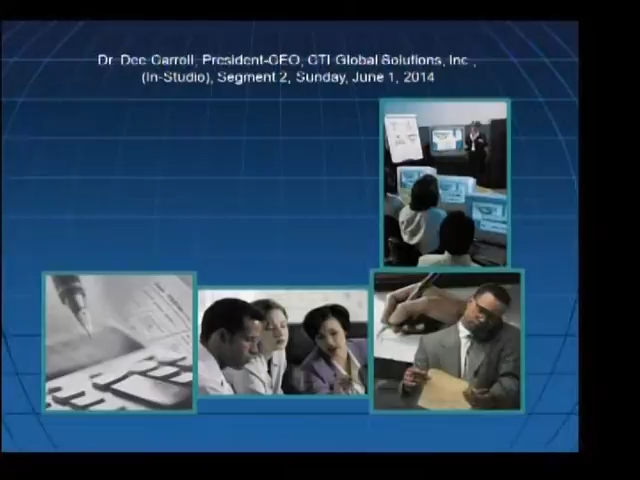 Dr. Dee Carroll, President-CEO, CTI Global Solutions, Inc.,
(In-Studio), Segment 2, Sunday, June 1, 2014